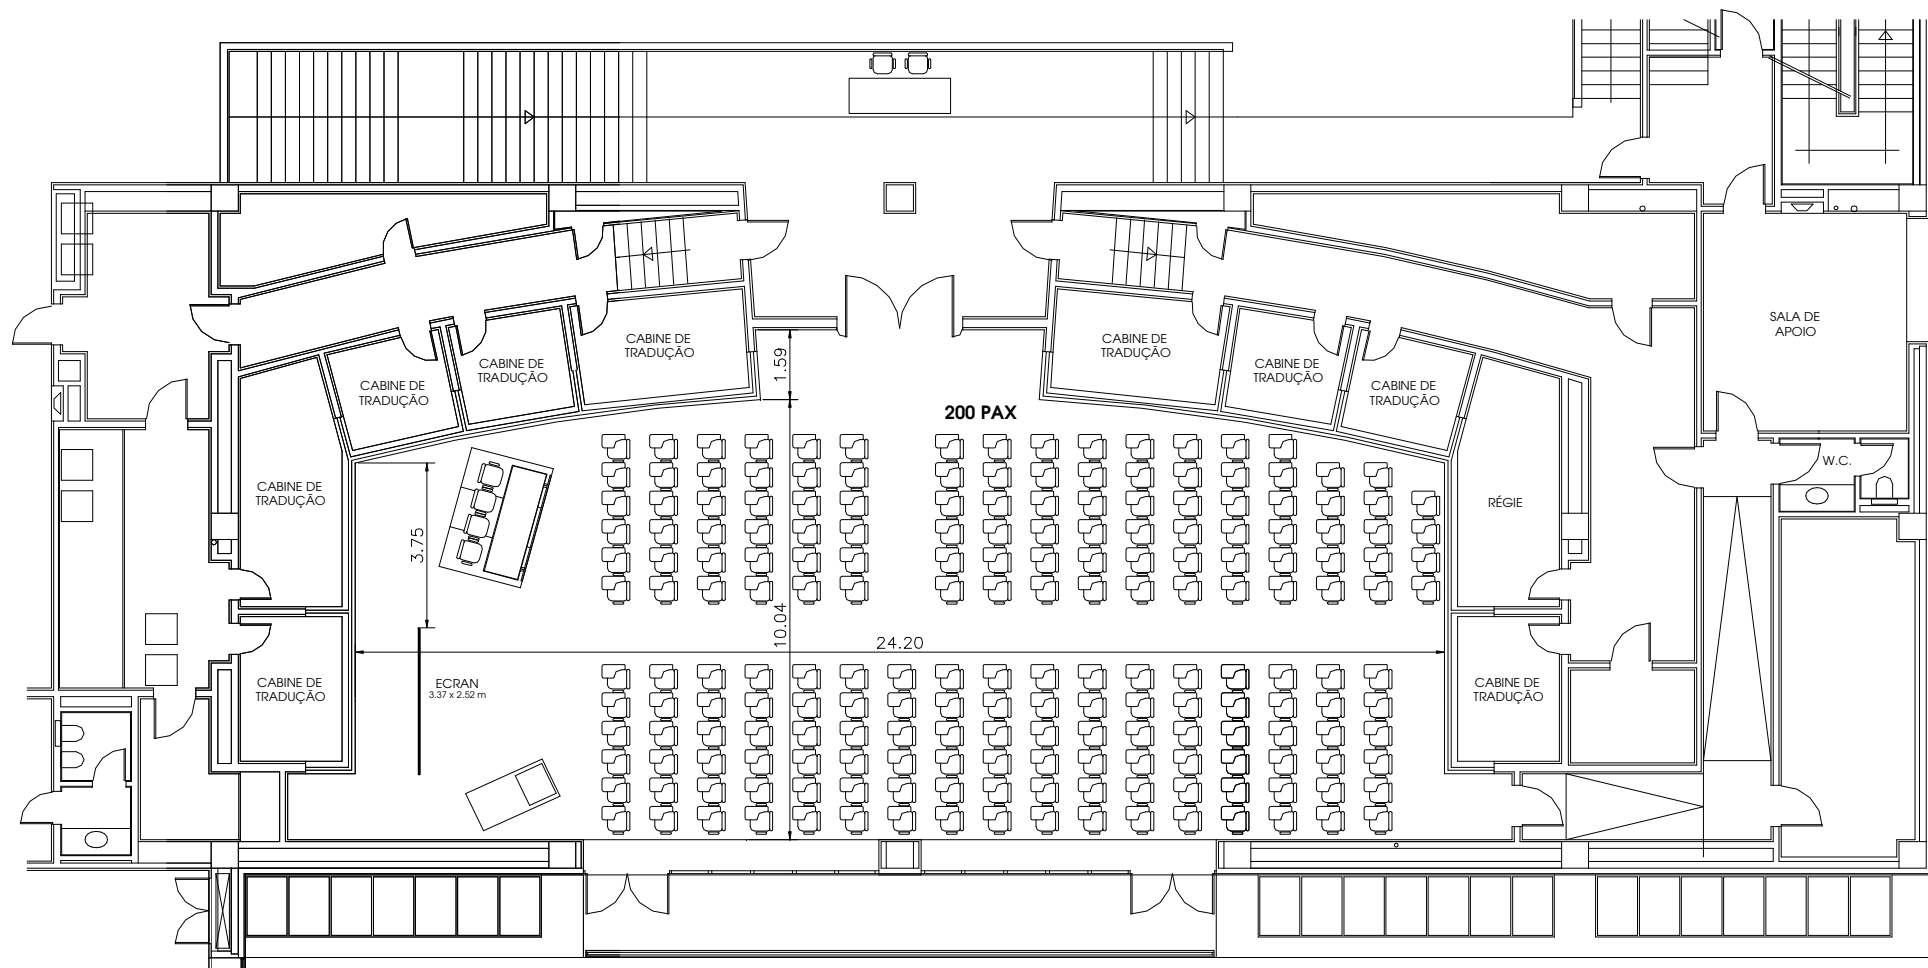 SALA DE
APOIO
CABINE DE
TRADUÇÃO
CABINE DE
TRADUÇÃO
CABINE DE
TRADUÇÃO
1.59
CABINE DE
TRADUÇÃO
CABINE DE
TRADUÇÃO
CABINE DE
TRADUÇÃO
200 PAX
W.C.
CABINE DE
TRADUÇÃO
3.75
RÉGIE
10.04
24.20
CABINE DE
TRADUÇÃO
ECRAN
3.37 x 2.52 m
CABINE DE
TRADUÇÃO